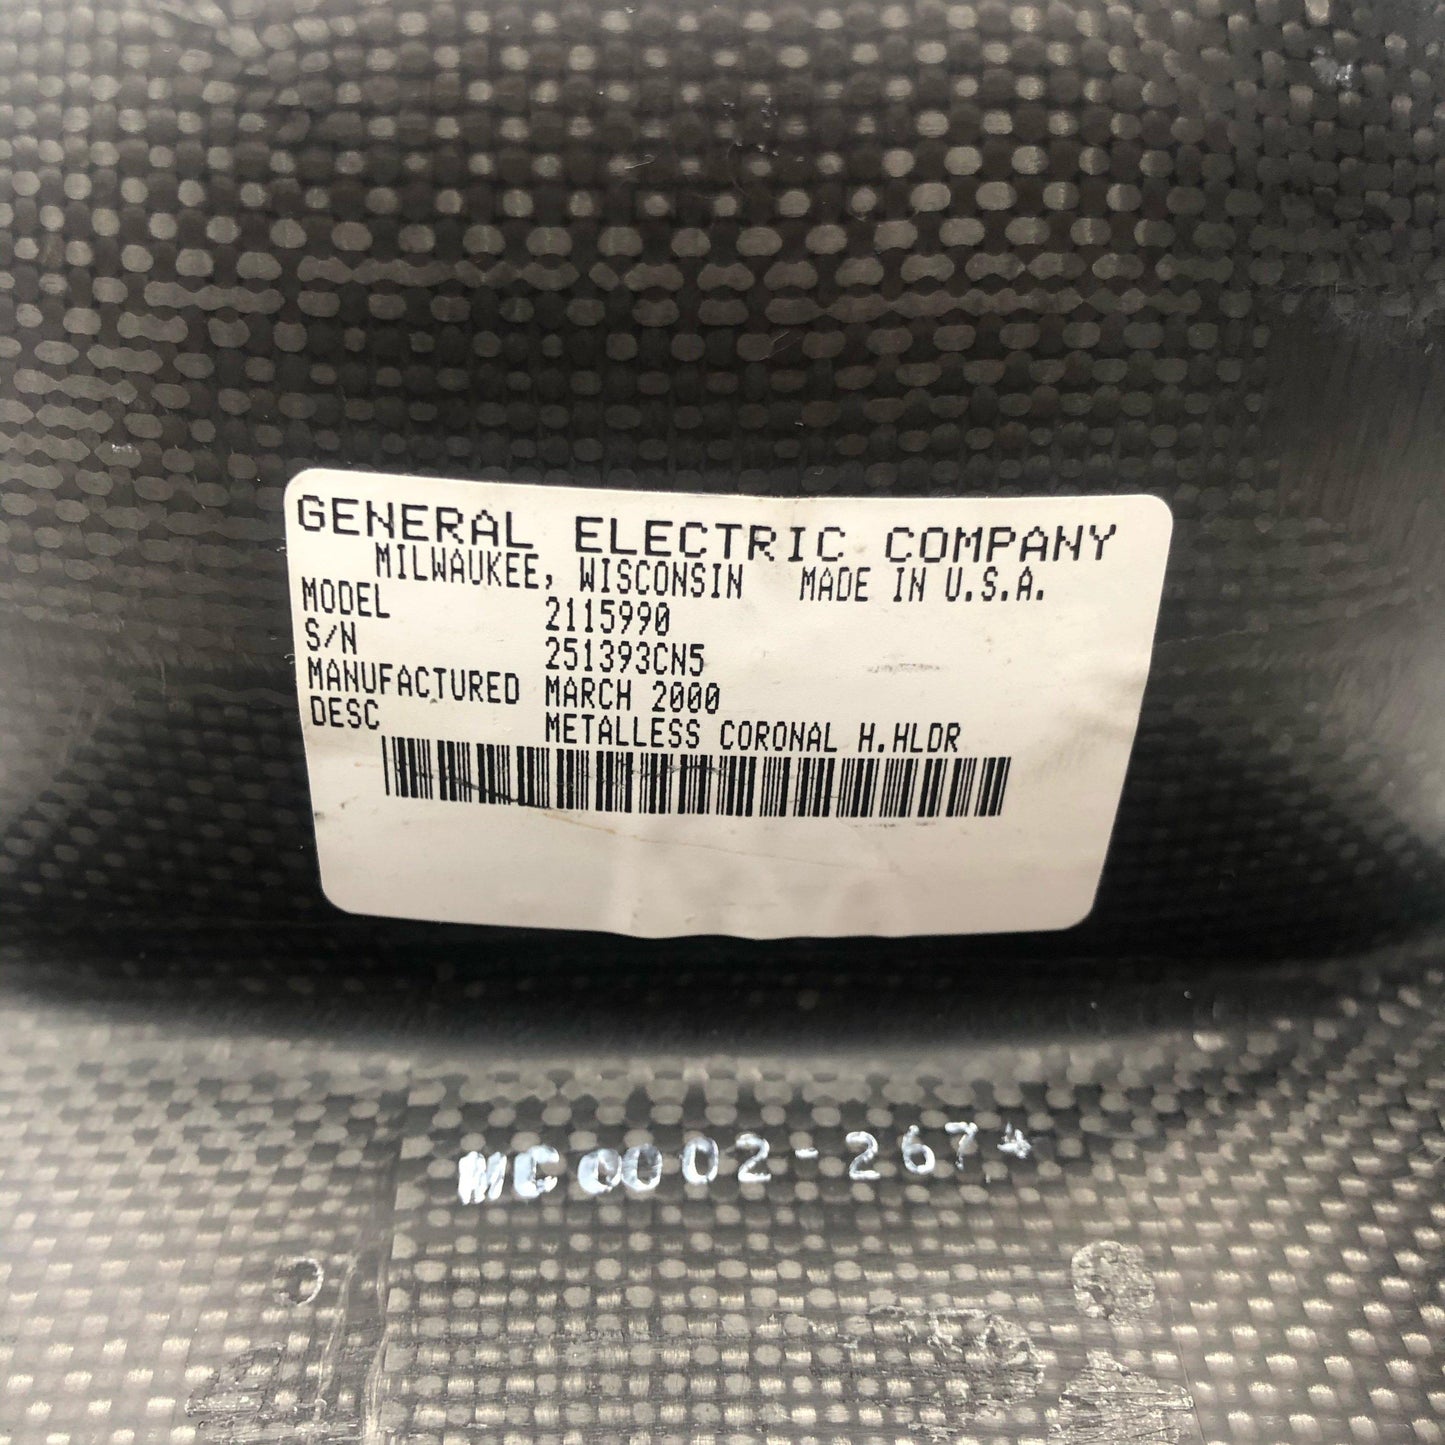 GENERAL ELECTRIC COMPANY
MILWAUKEE, WISCONSIN MADE IN U.S.A.
MODEL 2115990
S/N 251393CN5
MANUFACTURED MARCH 2000
DESC METALLESS CORONAL H.HLDR
MC0002-2674